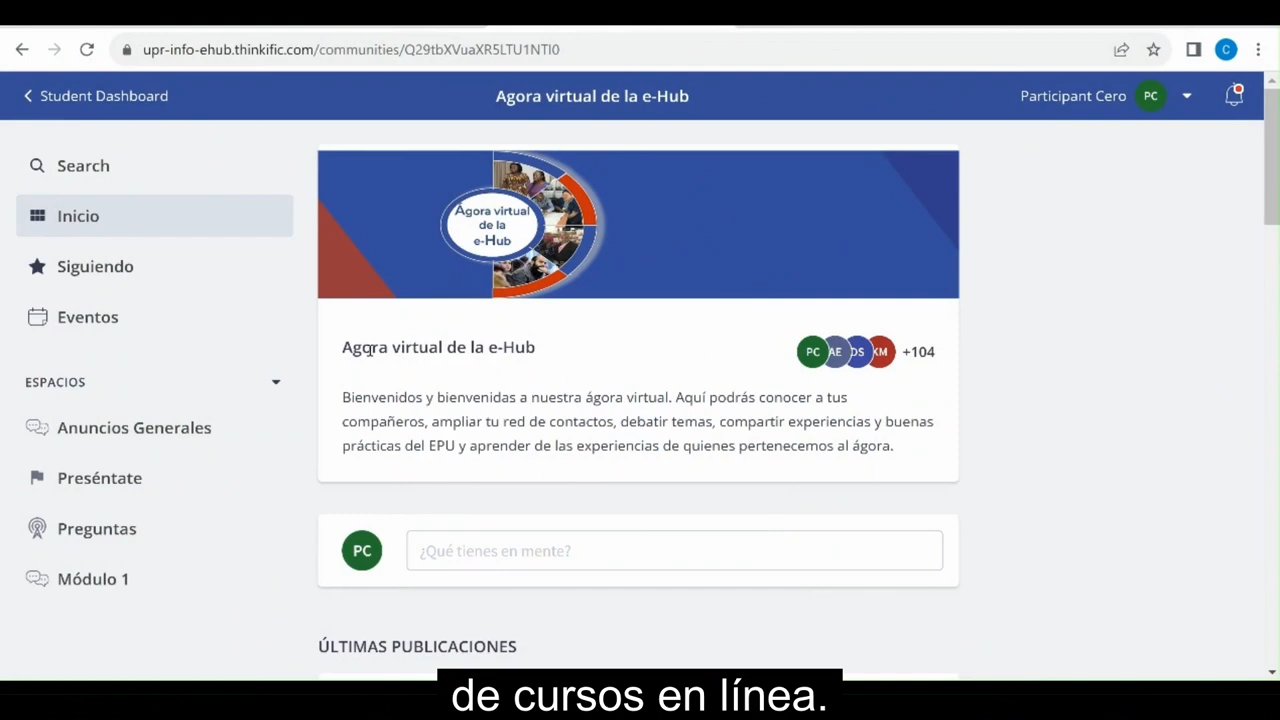 upr-info-ehub.thinkific.com/communities/Q29tbXVuaXR5LTU1NTI0
C
Student Dashboard
Agora virtual de la e-Hub
Participant Cero
PC
Search
Inicio
Siguiendo
Eventos
ESPACIOS
Anuncios Generales
Preséntate
Preguntas
Módulo 1
Ágora virtual
de la
e-Hub
Agora virtual de la e-Hub
PC
AE
DS
KM
+104
Bienvenidos y bienvenidas a nuestra ágora virtual. Aquí podrás conocer a tus
compañeros, ampliar tu red de contactos, debatir temas, compartir experiencias y buenas
prácticas del EPU y aprender de las experiencias de quienes pertenecemos al ágora.
PC
¿Qué tienes en mente?
ÚLTIMAS PUBLICACIONES
de cursos en línea.